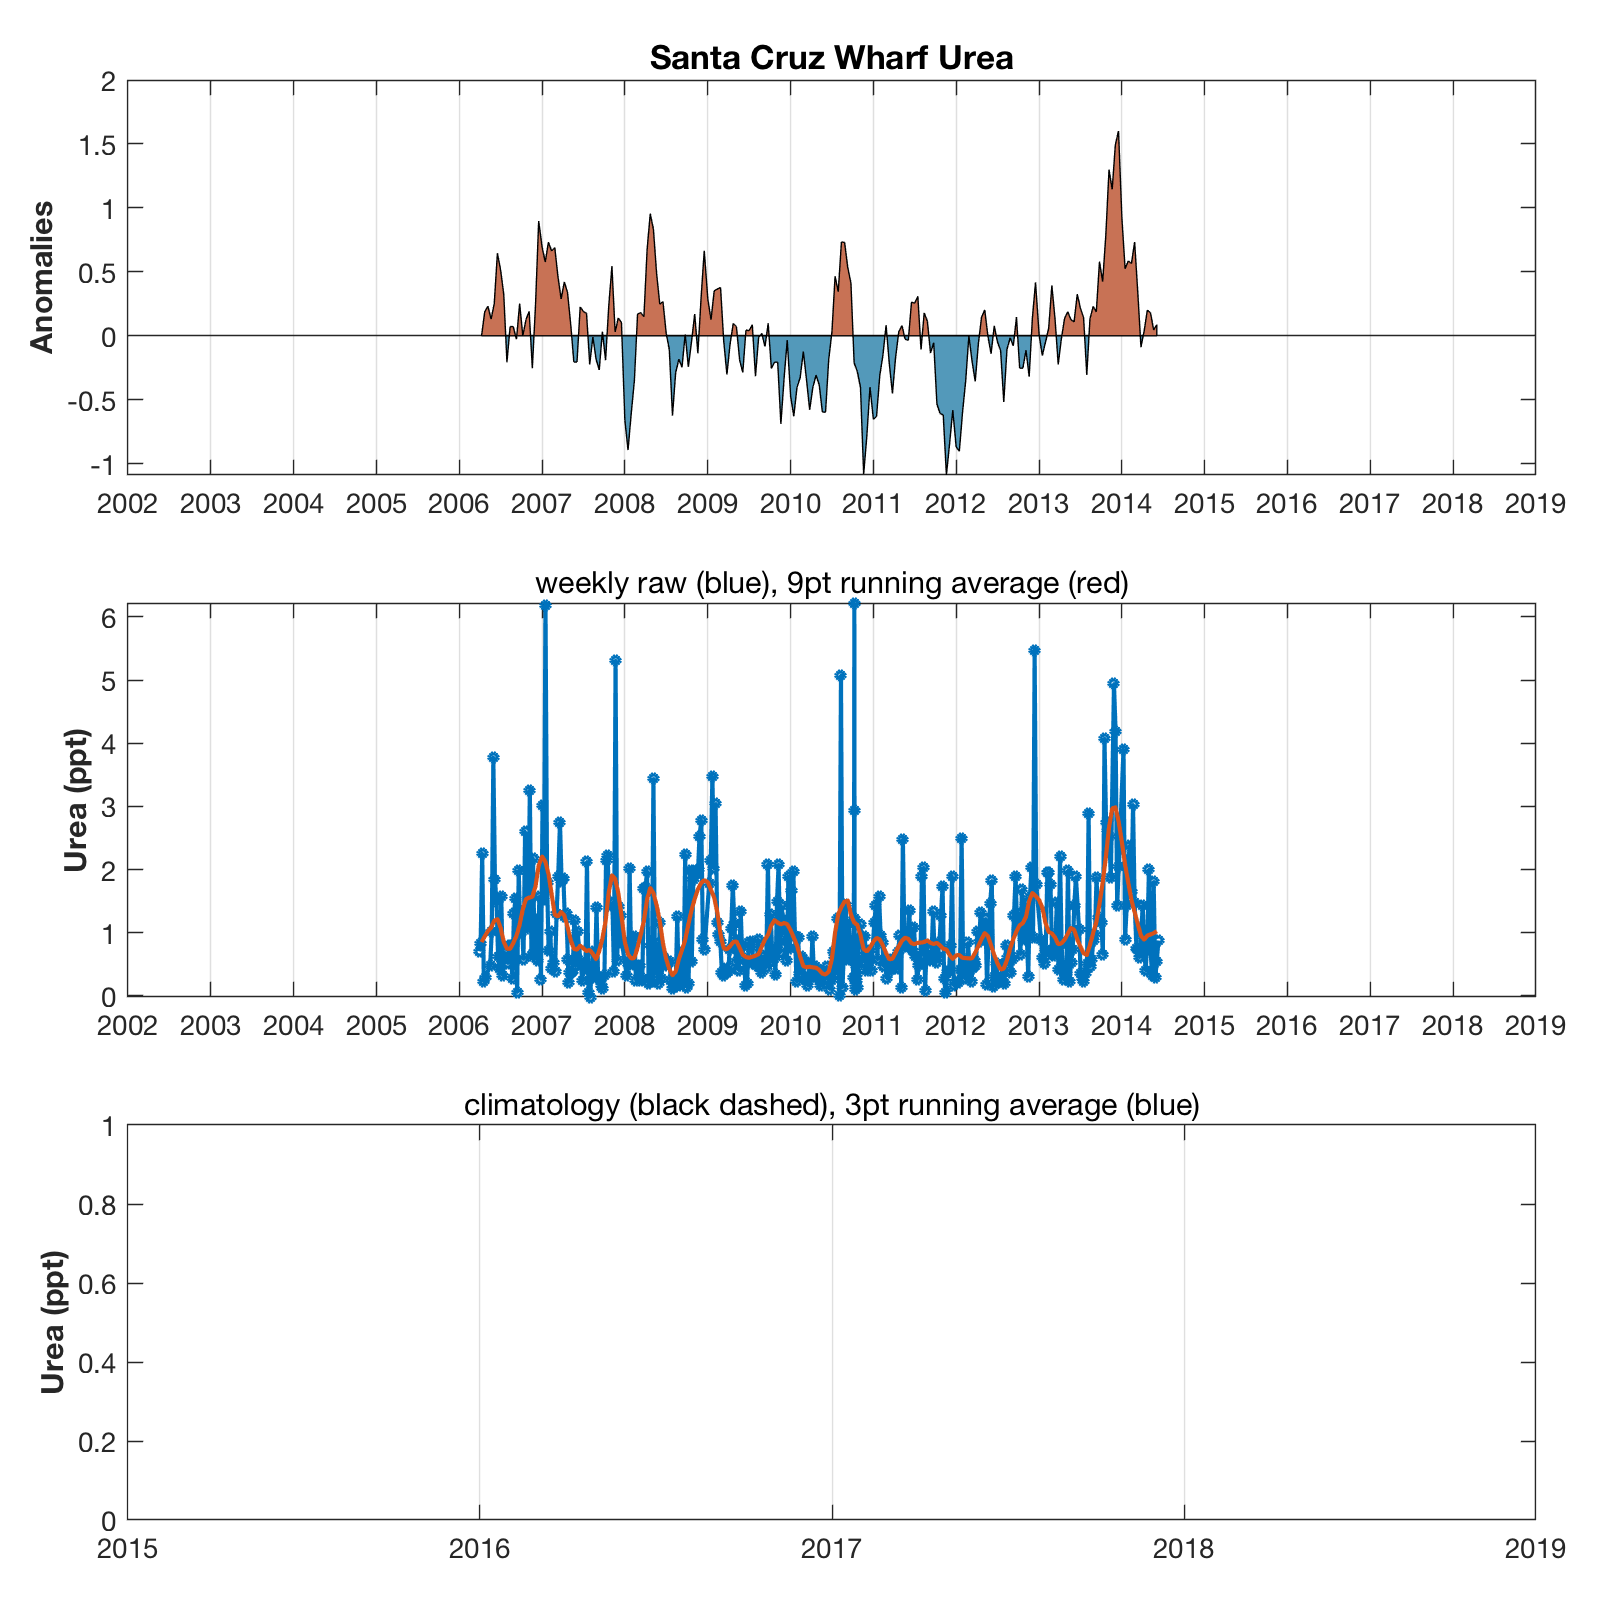 Santa Cruz Wharf Urea
2
1.5
1
0.5
0
-0.5
-1
Anomalies
2002 2003 2004 2005 2006 2007 2008 2009 2010 2011 2012 2013 2014 2015 2016 2017 2018 2019
weekly raw (blue), 9pt running average (red)
6
5
4
3
2
1
0
Urea (ppt)
2002 2003 2004 2005 2006 2007 2008 2009 2010 2011 2012 2013 2014 2015 2016 2017 2018 2019
climatology (black dashed), 3pt running average (blue)
1
0.8
0.6
0.4
0.2
0
Urea (ppt)
2015 2016 2017 2018 2019